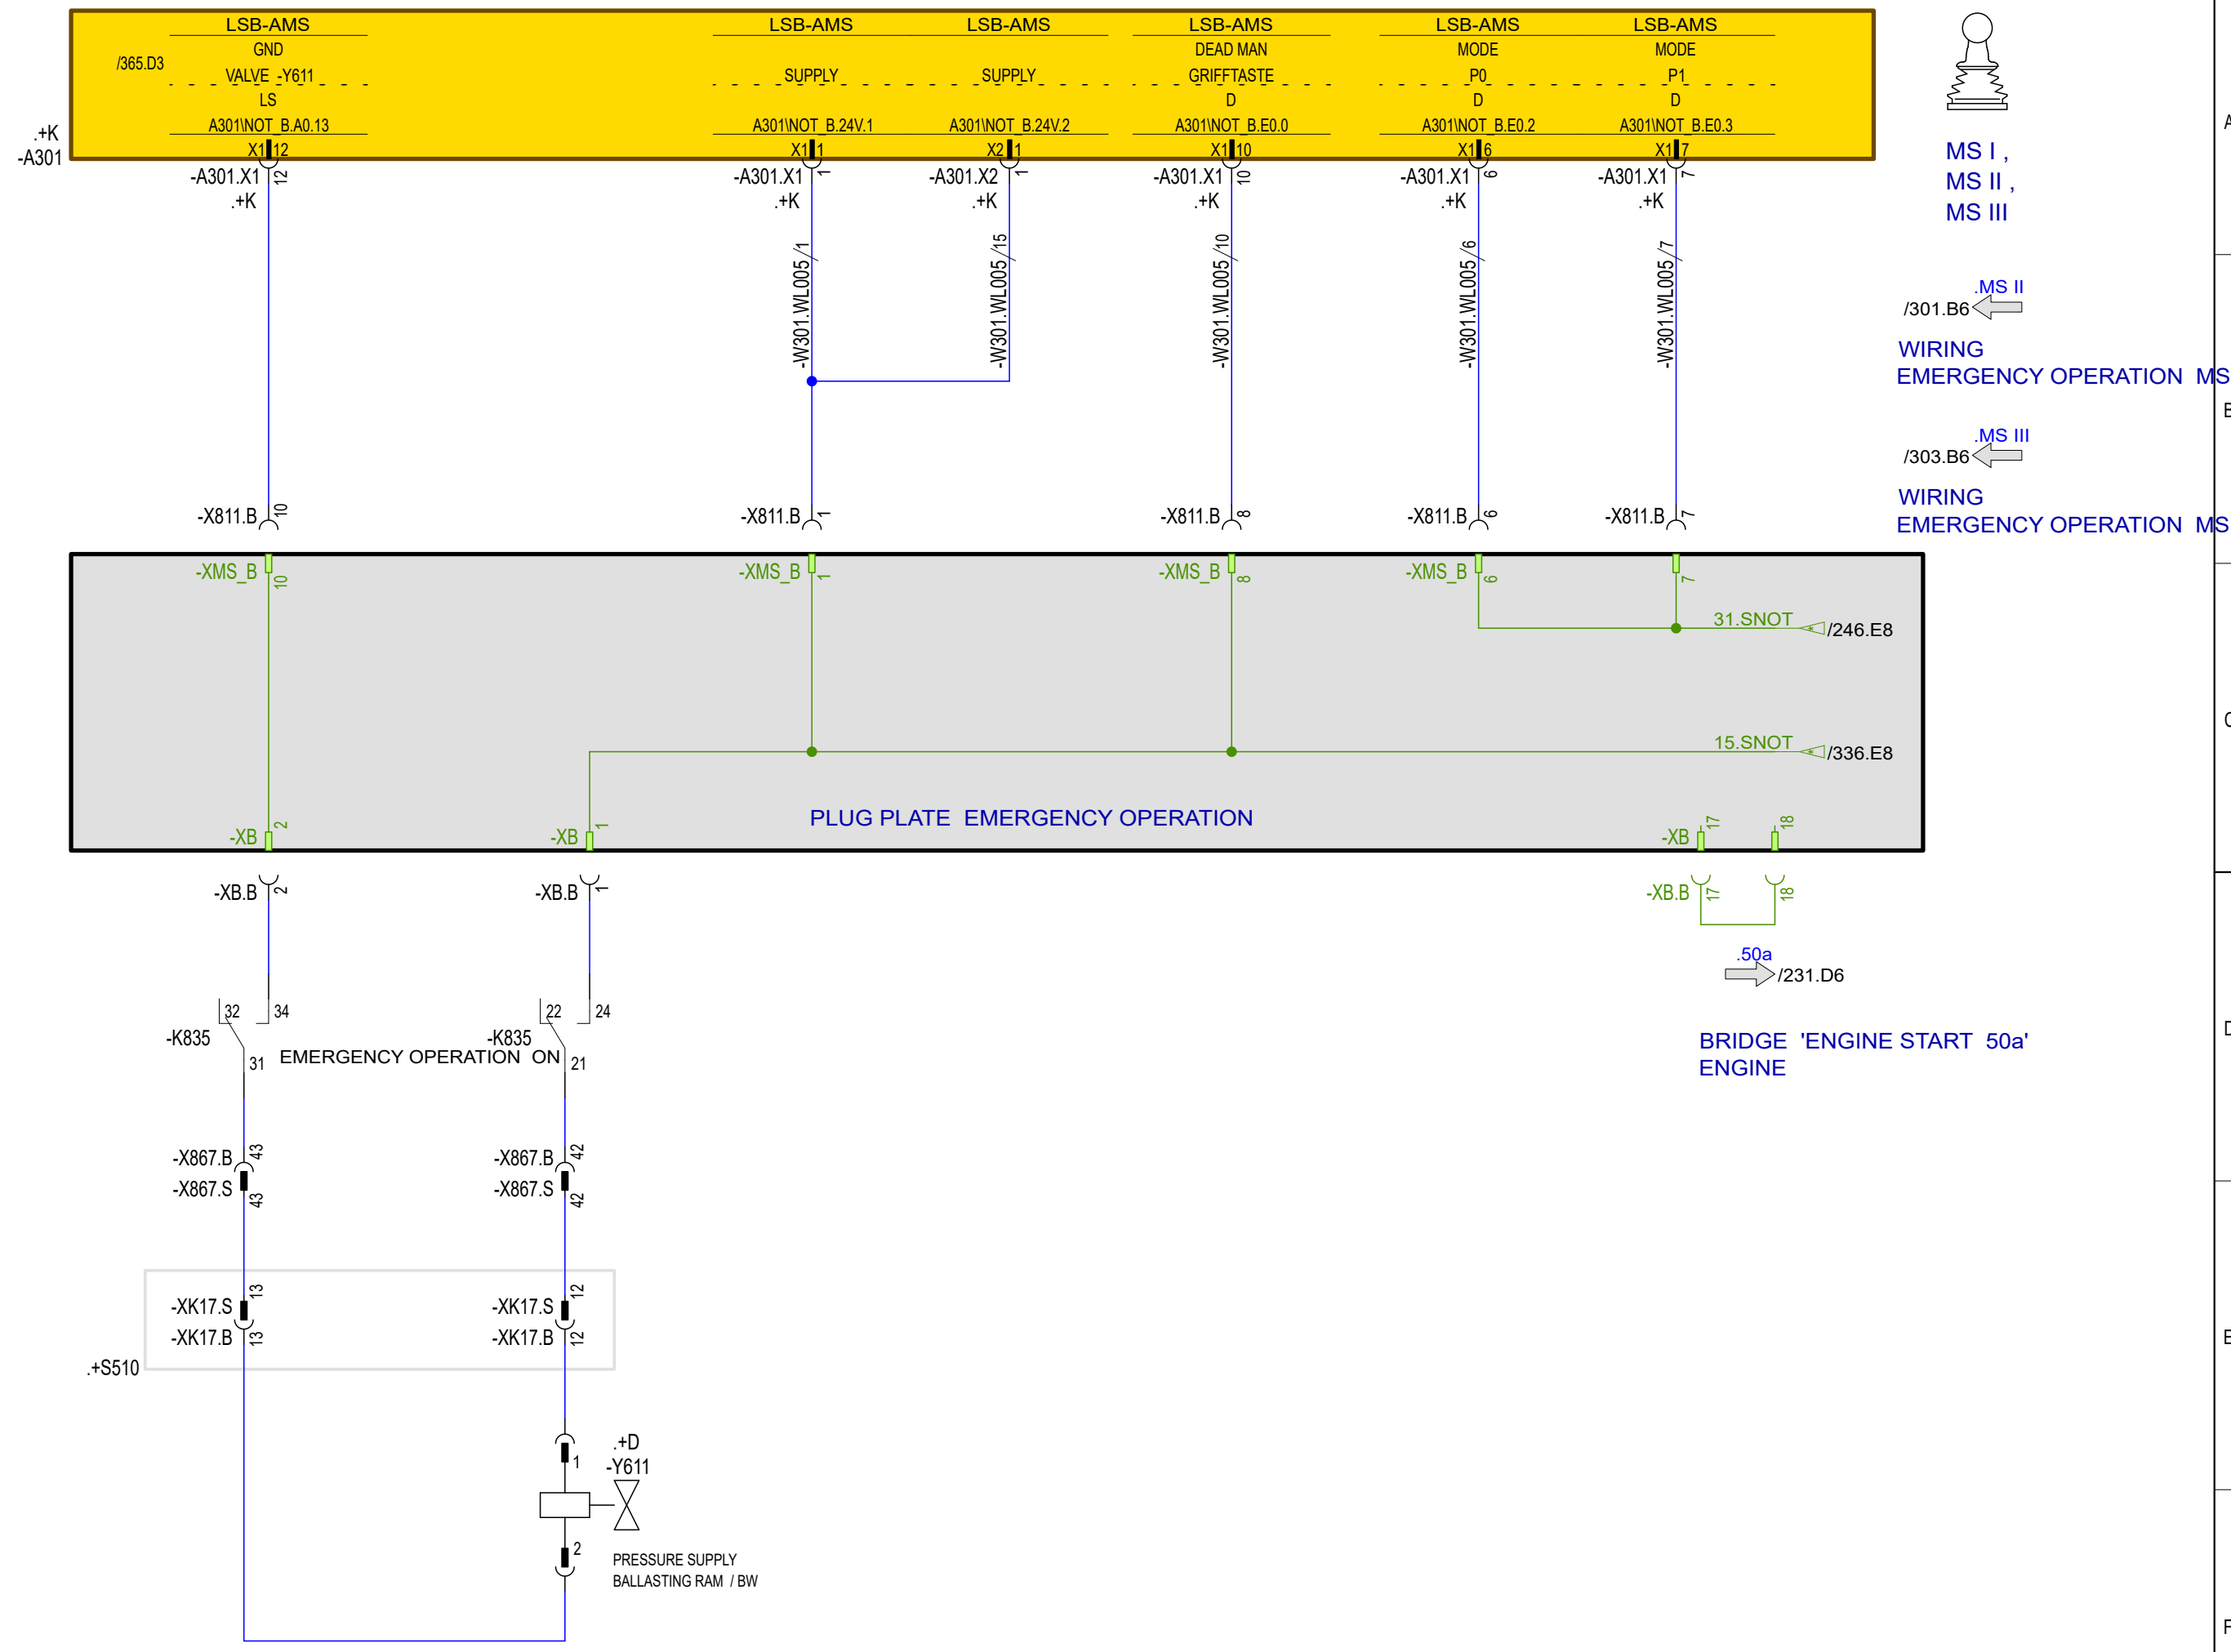 LSB-AMS LSB-AMS LSB-AMS LSB-AMS LSB-AMS LSB-AMS
GND DEAD MAN MODE MODE
/365.D3
VALVE -Y611 SUPPLY SUPPLY GRIFFTASTE P0 P1
LS D D D
A301\NOT_B.A0.13 A301\NOT_B.24V.1 A301\NOT_B.24V.2 A301\NOT_B.E0.0 A301\NOT_B.E0.2 A301\NOT_B.E0.3
.+K
-A301
X1 12 X1 1 X2 1 X1 10 X1 6 X1 7
-A301.X1 12 -A301.X1 1 -A301.X2 1 -A301.X1 10 -A301.X1 6 -A301.X1 7
.+K .+K .+K .+K .+K .+K
MS I ,
MS II ,
MS III
-W301.WL005 /1 -W301.WL005 /15 -W301.WL005 /10 -W301.WL005 /6 -W301.WL005 /7
.MS II
/301.B6
WIRING
EMERGENCY OPERATION MS
.MS III
/303.B6
WIRING
EMERGENCY OPERATION MS
-X811.B 10 -X811.B 1 -X811.B 8 -X811.B 6 -X811.B 7
-XMS_B 10 -XMS_B 1 -XMS_B 8 -XMS_B 6 7
31.SNOT /246.E8
15.SNOT /336.E8
PLUG PLATE EMERGENCY OPERATION
-XB 2 -XB 1 -XB 17 18
-XB.B 2 -XB.B 1 -XB.B 17 18
.50a
/231.D6
32 34 22 24
-K835 -K835
EMERGENCY OPERATION ON
31 21
BRIDGE 'ENGINE START 50a'
ENGINE
-X867.B 43 -X867.B 42
-X867.S 43 -X867.S 42
-XK17.S 13 -XK17.S 12
-XK17.B 13 -XK17.B 12
.+S510
.+D
-Y611
1
2
PRESSURE SUPPLY
BALLASTING RAM / BW